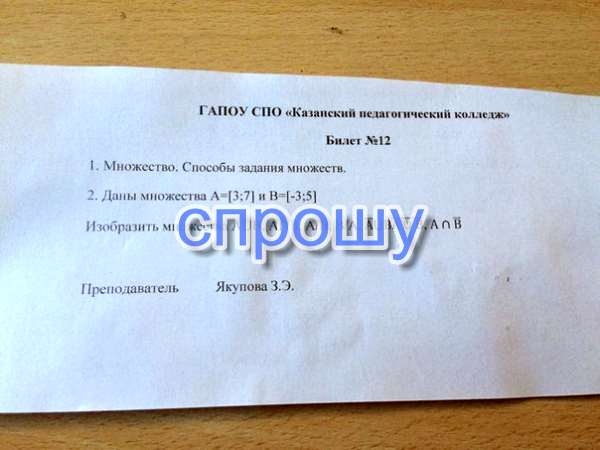 ГАПОУ СПО «Казанский педагогический колледж»
Билет №12
1. Множество. Способы задания множеств.
2. Даны множества A=[3;7] и B=[-3;5]
Изобразить множества , A ∩ B̅
спрошу
Преподаватель Якупова З.Э.